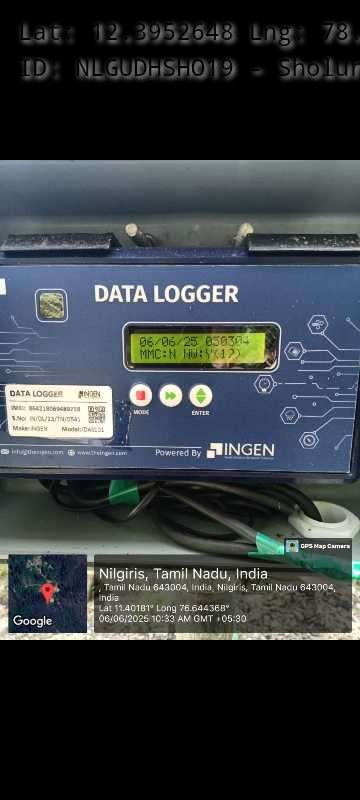 Lat: 12.3952648 Lng: 78.
ID: NLGUDHSH019 - Sholur
DATA LOGGER
06/06/25 050304
MMC:N NW:V(12)
DATA LOGGER
INGEN
Make: INGEN Model:
MODE
ENTER
info@theingen.com
www.theingen.com
Powered By INGEN
GPS Map Camera
Nilgiris, Tamil Nadu, India
, Tamil Nadu 643004, India, Nilgiris, Tamil Nadu 643004,
India
Lat 11.40181° Long 76.644368°
06/06/2025 10:33 AM GMT +05:30
Google